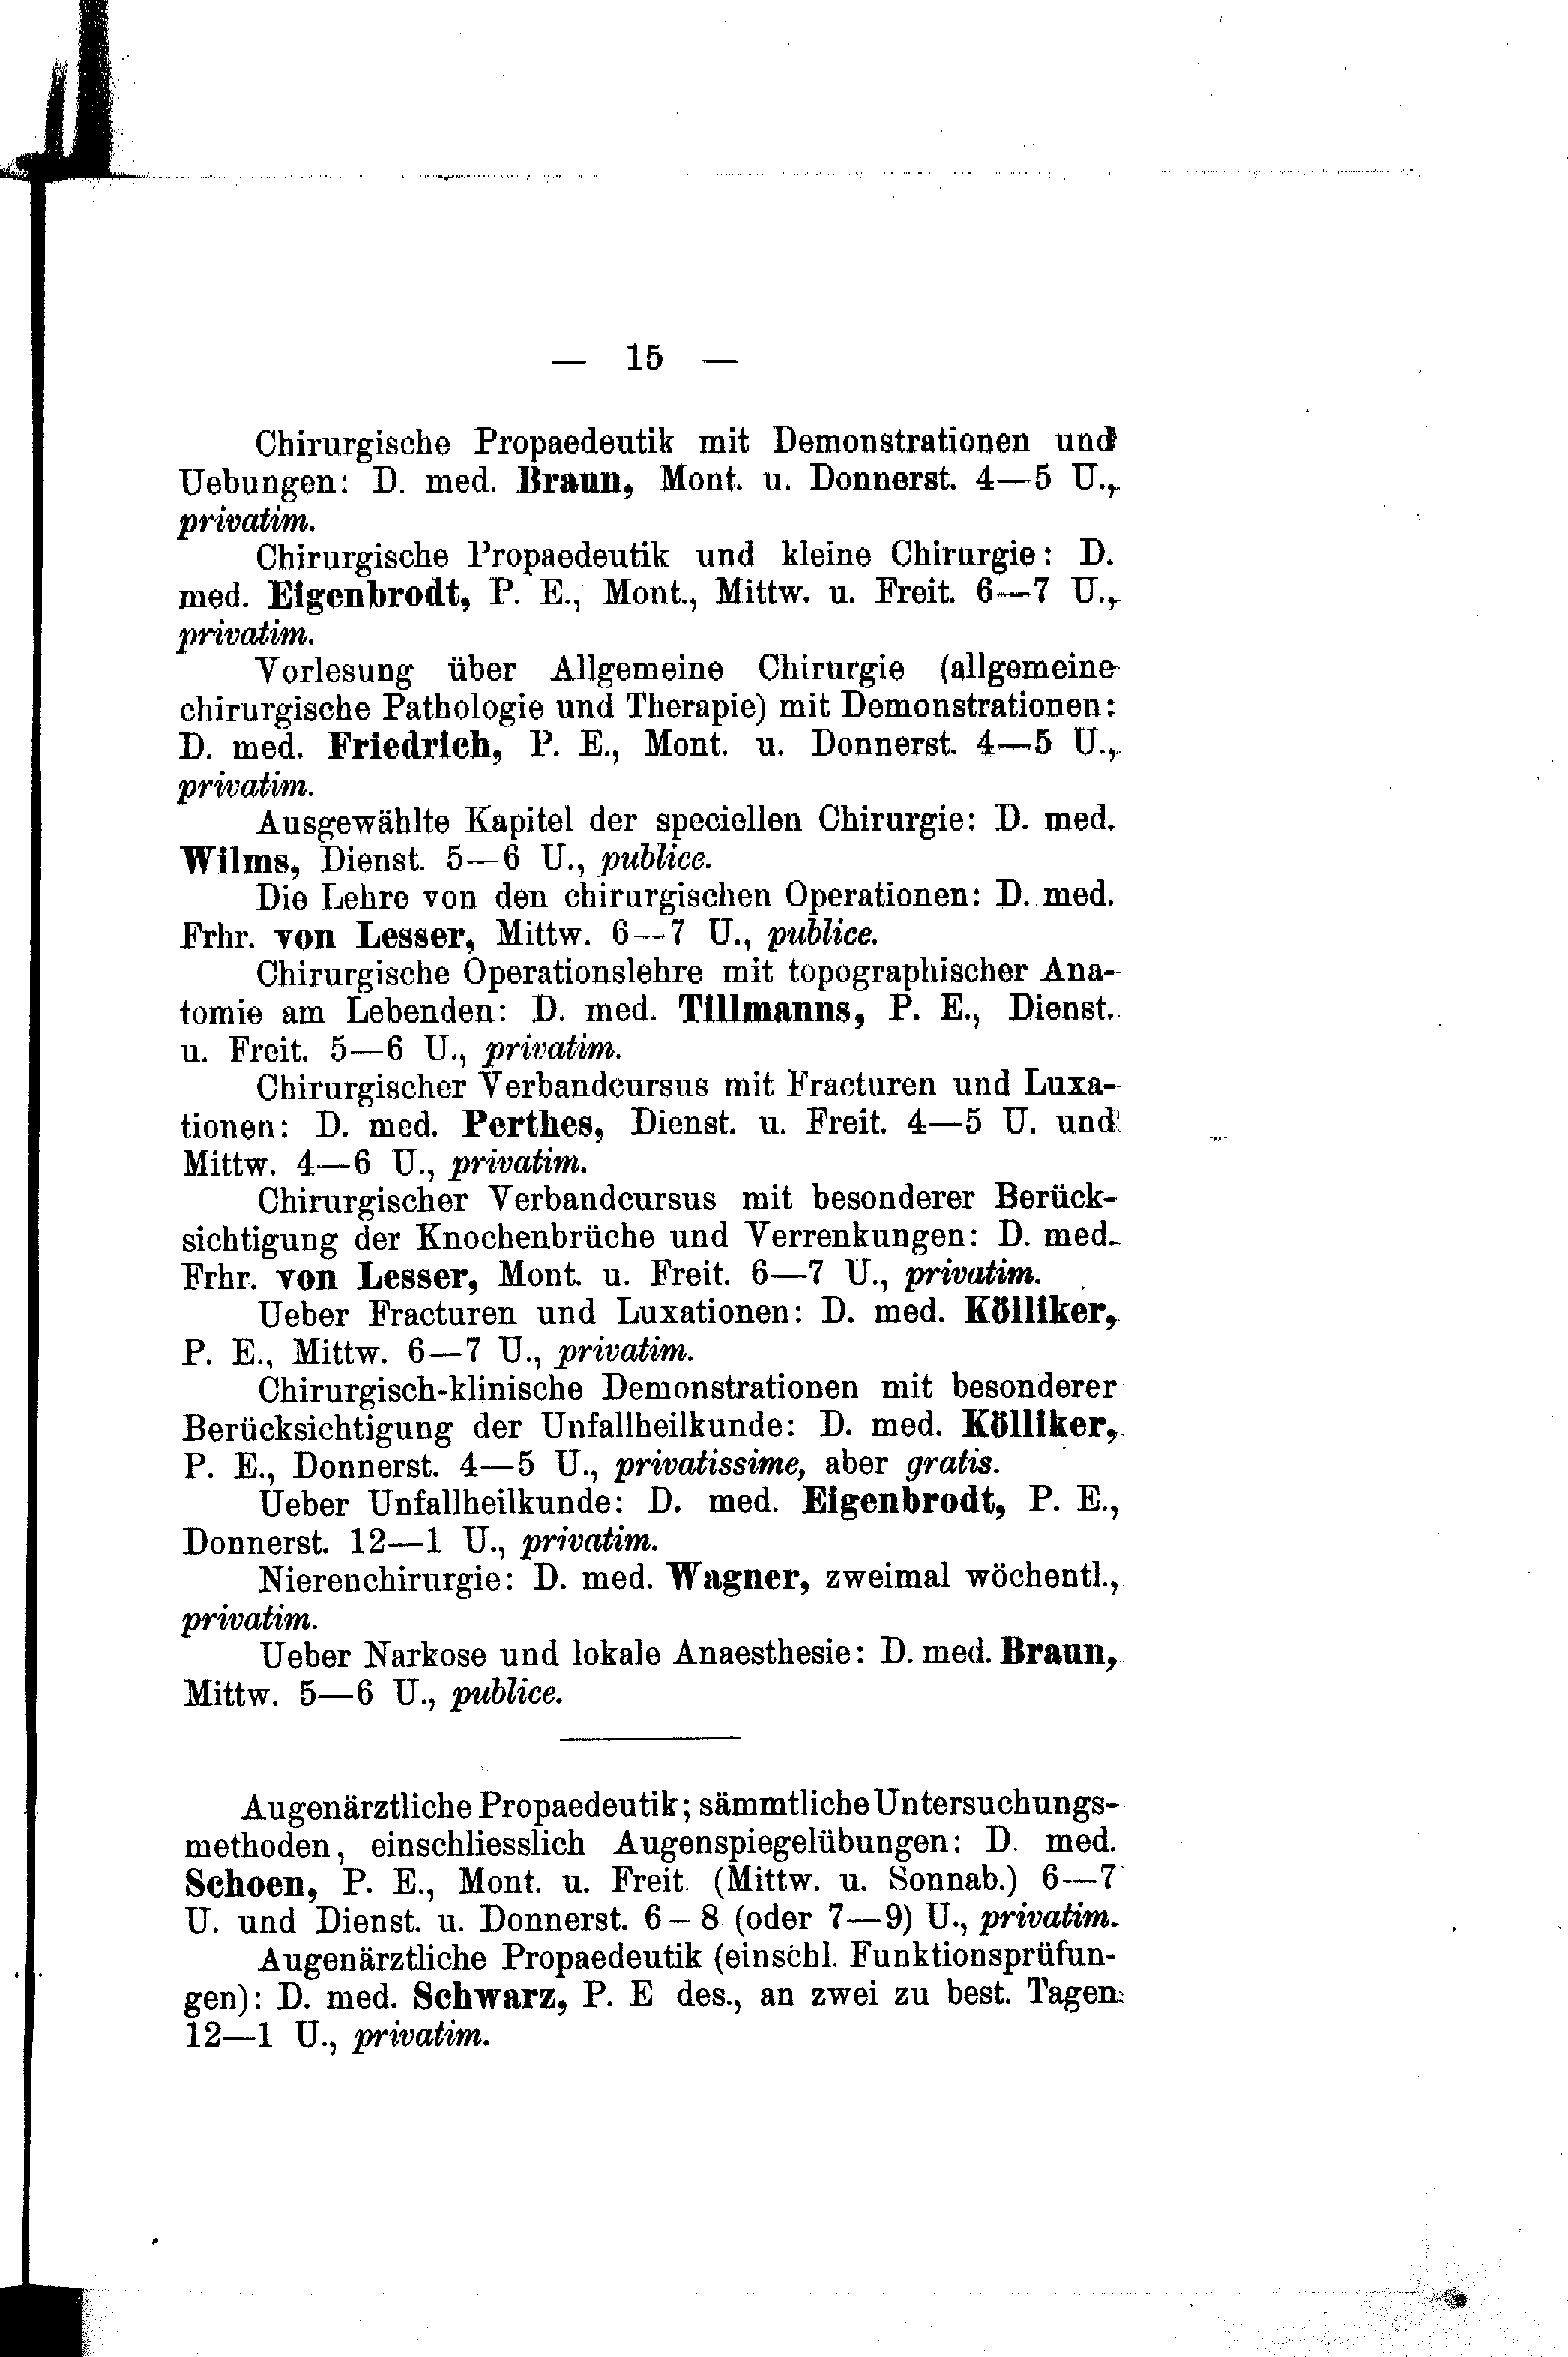 — 15 —
Chirurgische Propaedeutik mit Demonstrationen und
Uebungen: D. med. Braun, Mont. u. Donnerst. 4—5 U.,
privatim.
Chirurgische Propaedeutik und kleine Chirurgie: D.
med. Eigenbrodt, P. E., Mont., Mittw. u. Freit. 6—7 U.,
privatim.
Vorlesung über Allgemeine Chirurgie (allgemeine
chirurgische Pathologie und Therapie) mit Demonstrationen:
D. med. Friedrich, P. E., Mont. u. Donnerst. 4—5 U.,
privatim.
Ausgewählte Kapitel der speciellen Chirurgie: D. med.
Wilms, Dienst. 5—6 U., publice.
Die Lehre von den chirurgischen Operationen: D. med.
Frhr. von Lesser, Mittw. 6—7 U., publice.
Chirurgische Operationslehre mit topographischer Ana-
tomie am Lebenden: D. med. Tillmanns, P. E., Dienst.
u. Freit. 5—6 U., privatim.
Chirurgischer Verbandcursus mit Fracturen und Luxa-
tionen: D. med. Perthes, Dienst. u. Freit. 4—5 U. und
Mittw. 4—6 U., privatim.
Chirurgischer Verbandcursus mit besonderer Berück-
sichtigung der Knochenbrüche und Verrenkungen: D. med.
Frhr. von Lesser, Mont. u. Freit. 6—7 U., privatim.
Ueber Fracturen und Luxationen: D. med. Kölliker,
P. E., Mittw. 6—7 U., privatim.
Chirurgisch-klinische Demonstrationen mit besonderer
Berücksichtigung der Unfallheilkunde: D. med. Kölliker,
P. E., Donnerst. 4—5 U., privatissime, aber gratis.
Ueber Unfallheilkunde: D. med. Eigenbrodt, P. E.,
Donnerst. 12—1 U., privatim.
Nierenchirurgie: D. med. Wagner, zweimal wöchentl.,
privatim.
Ueber Narkose und lokale Anaesthesie: D. med. Braun,
Mittw. 5—6 U., publice.
Augenärztliche Propaedeutik; sämmtliche Untersuchungs-
methoden, einschliesslich Augenspiegelübungen: D. med.
Schoen, P. E., Mont. u. Freit. (Mittw. u. Sonnab.) 6—7
U. und Dienst. u. Donnerst. 6—8 (oder 7—9) U., privatim.
Augenärztliche Propaedeutik (einschl. Funktionsprüfun-
gen): D. med. Schwarz, P. E des., an zwei zu best. Tagen
12—1 U., privatim.